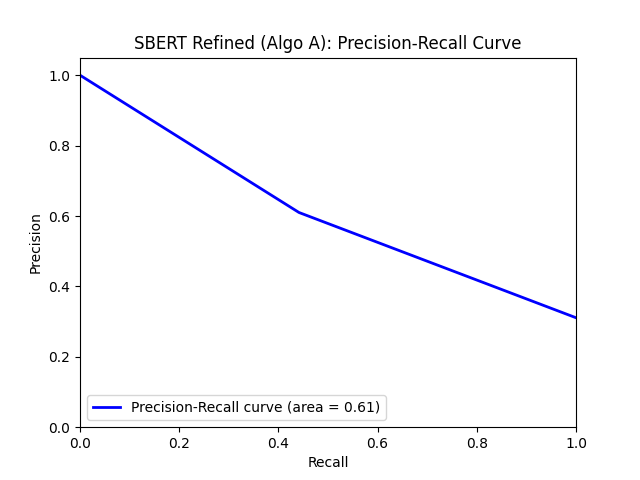 SBERT Refined (Algo A): Precision-Recall Curve
1.0
0.8
0.6
0.4
0.2
0.0
Precision
Precision-Recall curve (area = 0.61)
0.0 0.2 0.4 0.6 0.8 1.0
Recall